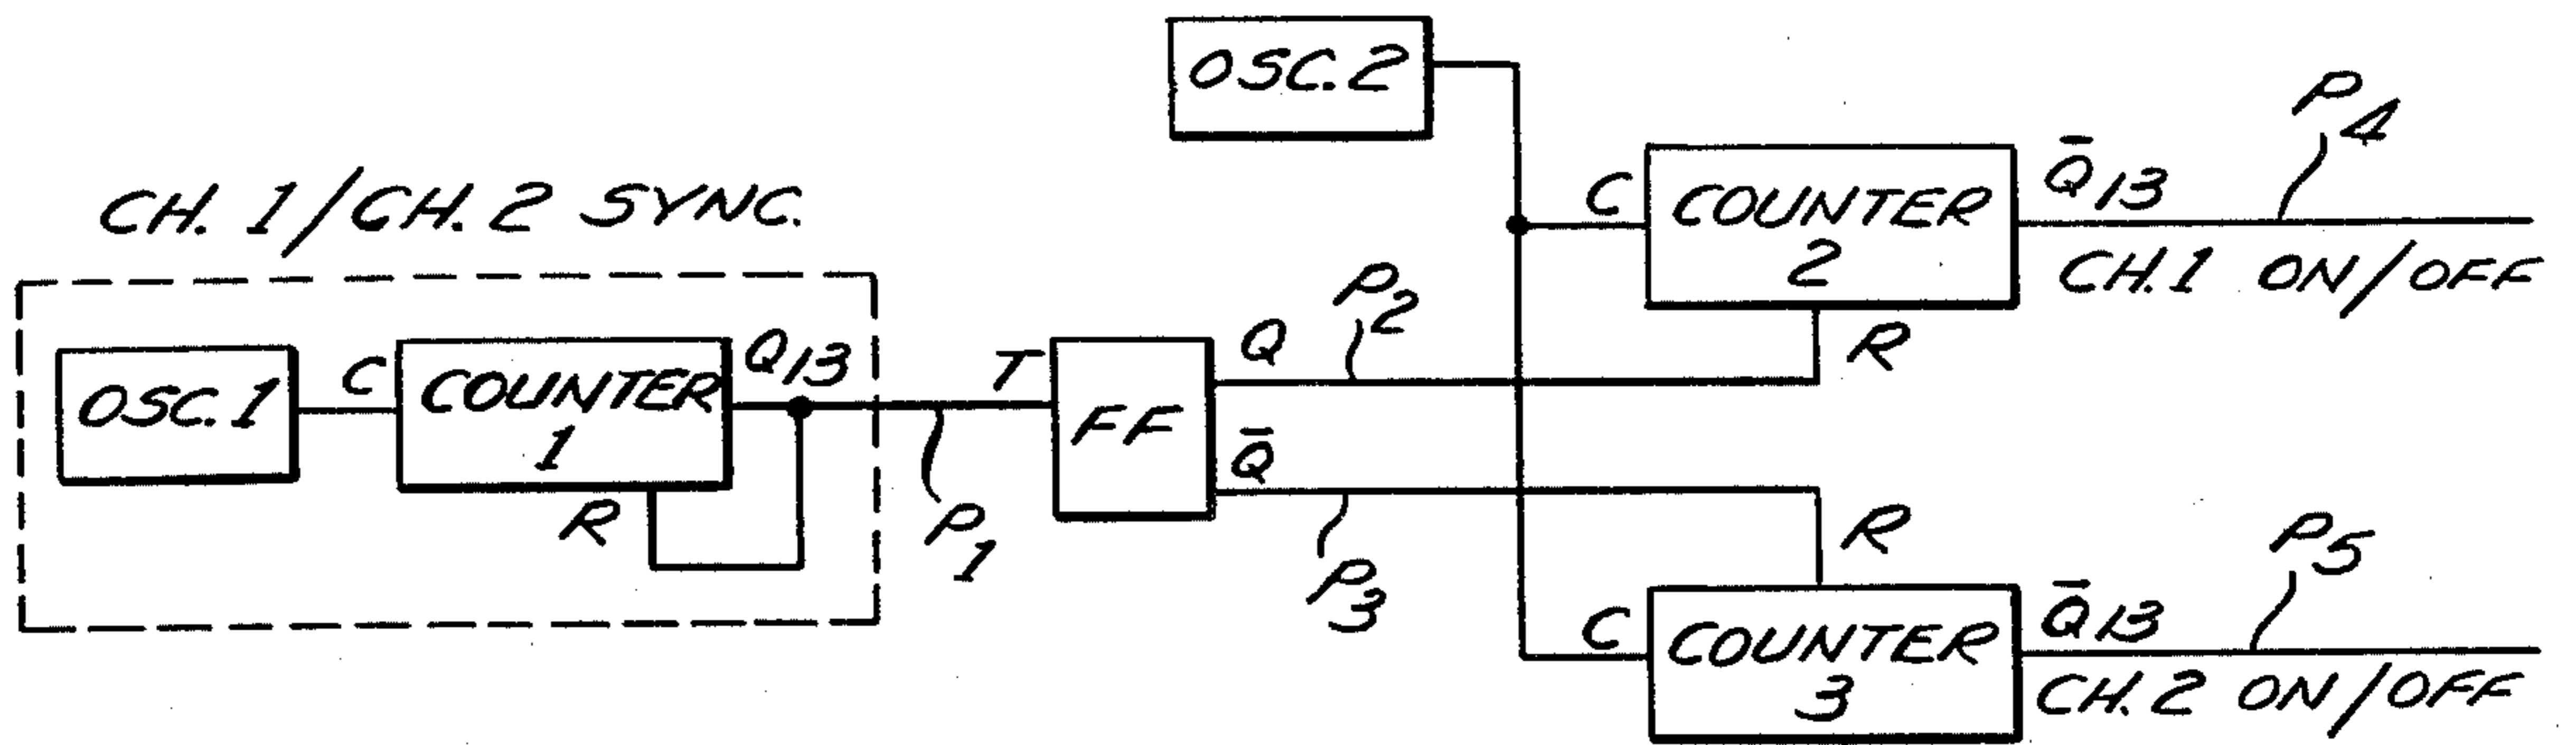 OSC. 2
P4
C
COUNTER
2
Q̄13
CH. 1 ON/OFF
R
CH. 1/CH. 2 SYNC.
OSC. 1
C
COUNTER
1
Q13
R
P1
T
FF
Q
P2
Q̄
P3
R
C
COUNTER
3
Q̄13
P5
CH. 2 ON/OFF